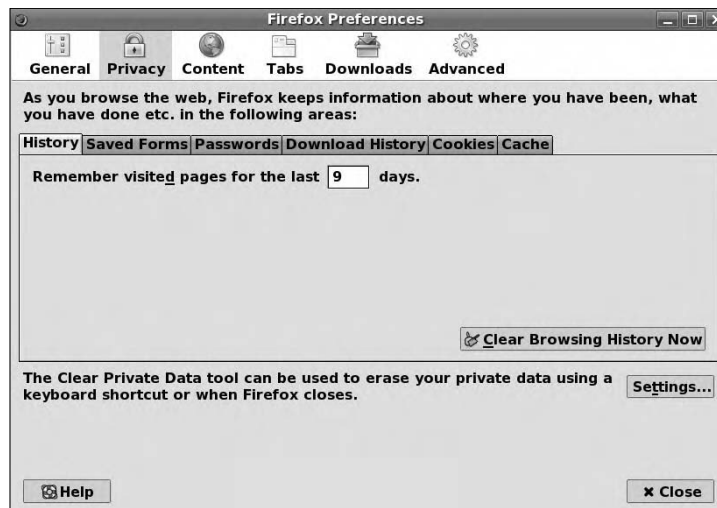 Firefox Preferences
General Privacy Content Tabs Downloads Advanced
As you browse the web, Firefox keeps information about where you have been, what
you have done etc. in the following areas:
History Saved Forms Passwords Download History Cookies Cache
Remember visited pages for the last 9 days.
Clear Browsing History Now
The Clear Private Data tool can be used to erase your private data using a
keyboard shortcut or when Firefox closes.
Settings...
Help
Close